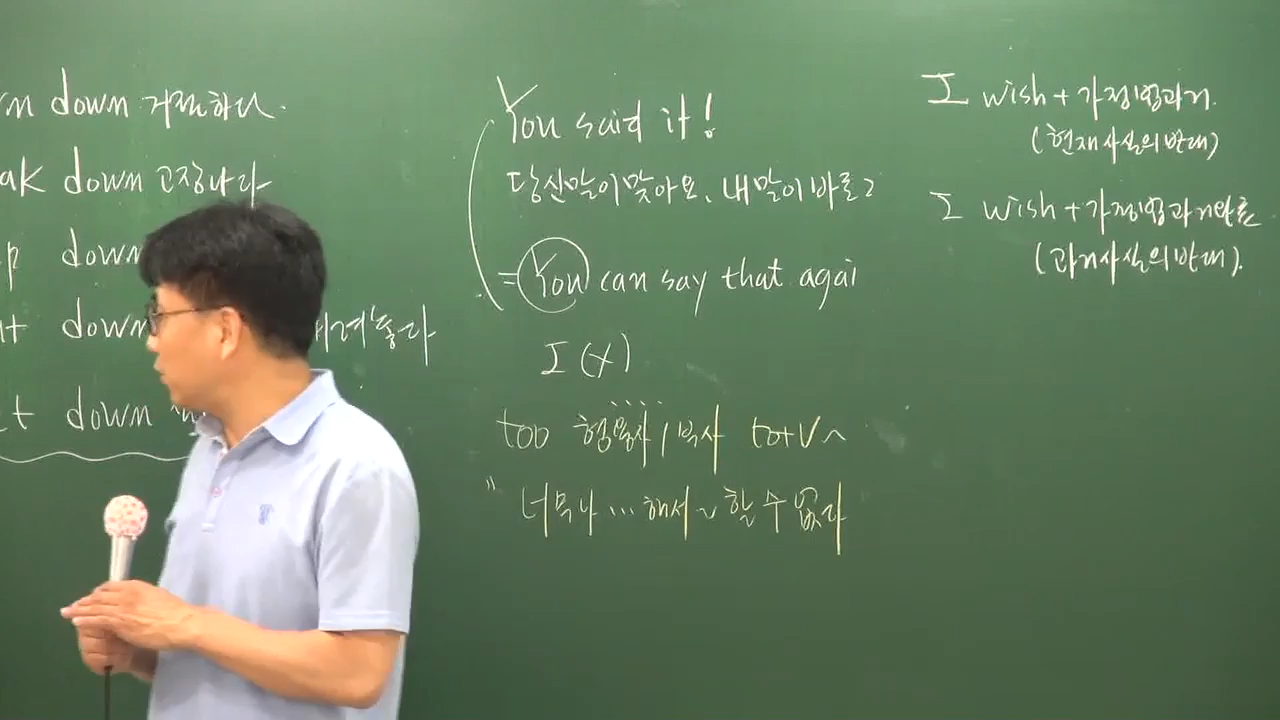 down 거절하다.
down 고장나다
down
down 내려놓다
down
You said it!
당신말이맞아요. 내말이바로
= You can say that agai
I (X)
too 형용사/부사 to+V~
" 너무나 ... 해서 ~ 할 수 없다
I wish + 가정법과거.
(현재사실의반대)
I wish + 가정법과거완료
(과거사실의반대).